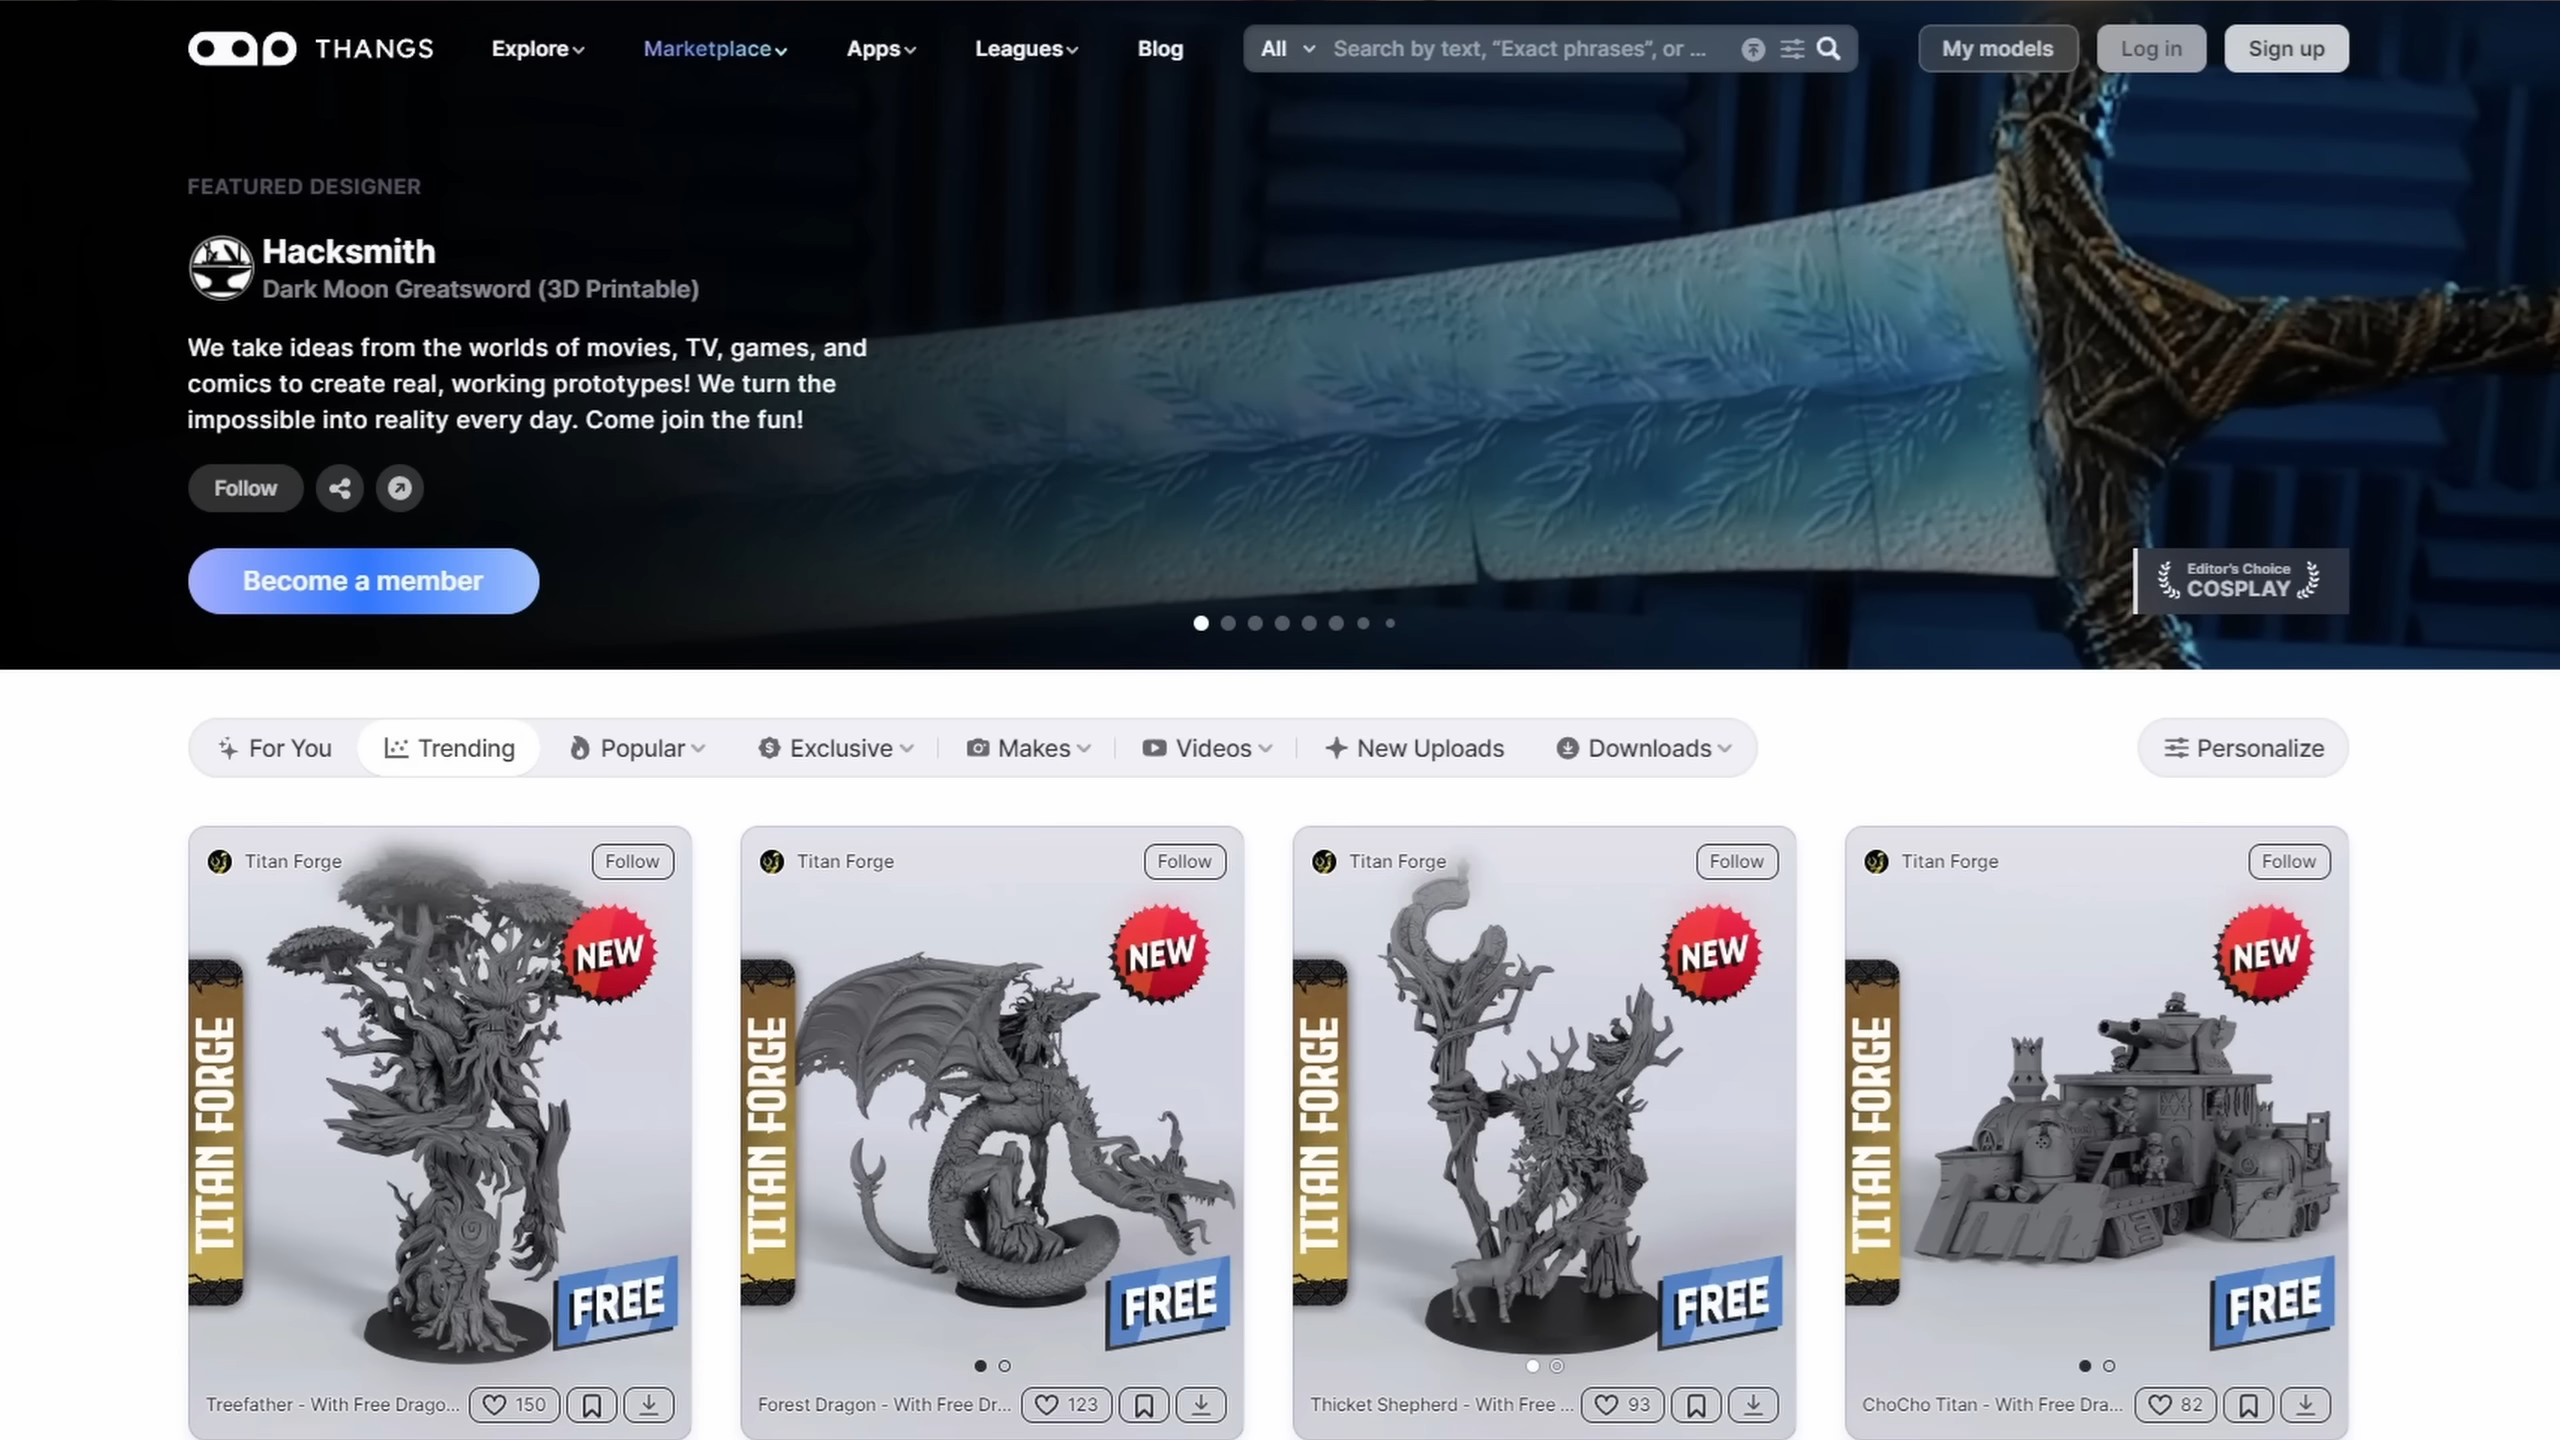 THANGS
Explore
Marketplace
Apps
Leagues
Blog
All
Search by text, “Exact phrases”, or ...
My models
Log in
Sign up
FEATURED DESIGNER
Hacksmith
Dark Moon Greatsword (3D Printable)
We take ideas from the worlds of movies, TV, games, and
comics to create real, working prototypes! We turn the
impossible into reality every day. Come join the fun!
Follow
Become a member
Editor's Choice
COSPLAY
For You
Trending
Popular
Exclusive
Makes
Videos
New Uploads
Downloads
Personalize
Titan Forge
Follow
NEW
TITAN FORGE
FREE
Treefather - With Free Drago...
150
Titan Forge
Follow
NEW
TITAN FORGE
FREE
Forest Dragon - With Free Dr...
123
Titan Forge
Follow
NEW
TITAN FORGE
FREE
Thicket Shepherd - With Free ...
93
Titan Forge
Follow
NEW
TITAN FORGE
FREE
ChoCho Titan - With Free Dra...
82